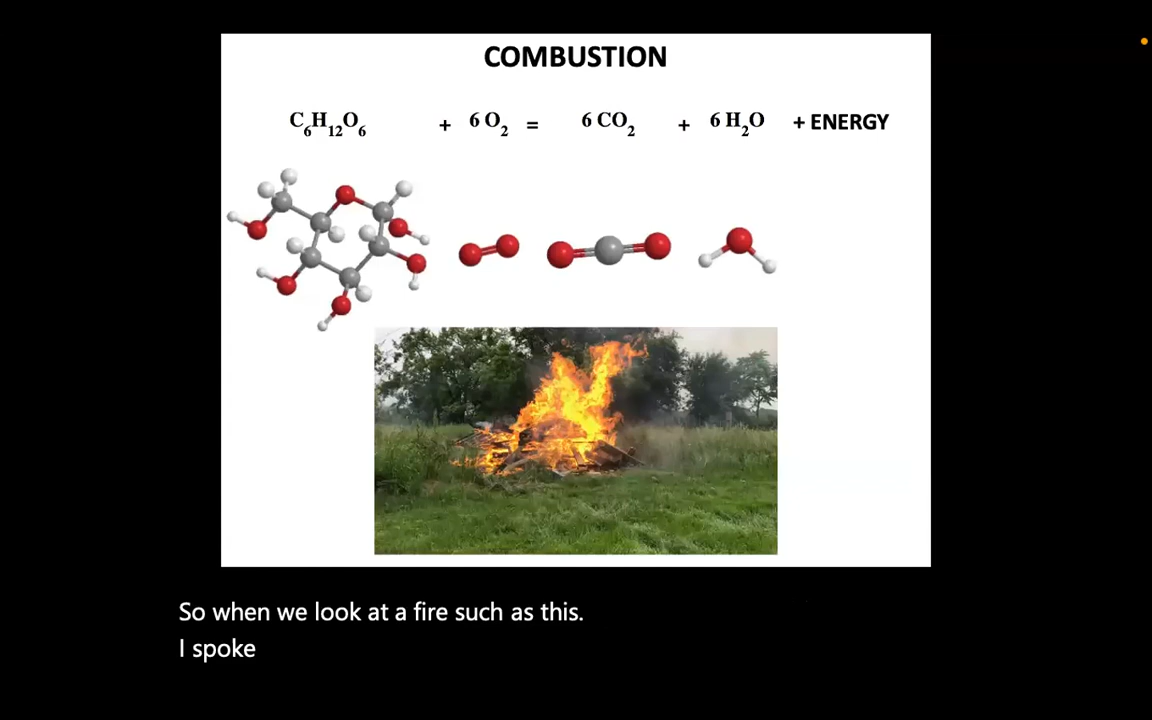 COMBUSTION
C₆H₁₂O₆ + 6 O₂ = 6 CO₂ + 6 H₂O + ENERGY
So when we look at a fire such as this.
I spoke